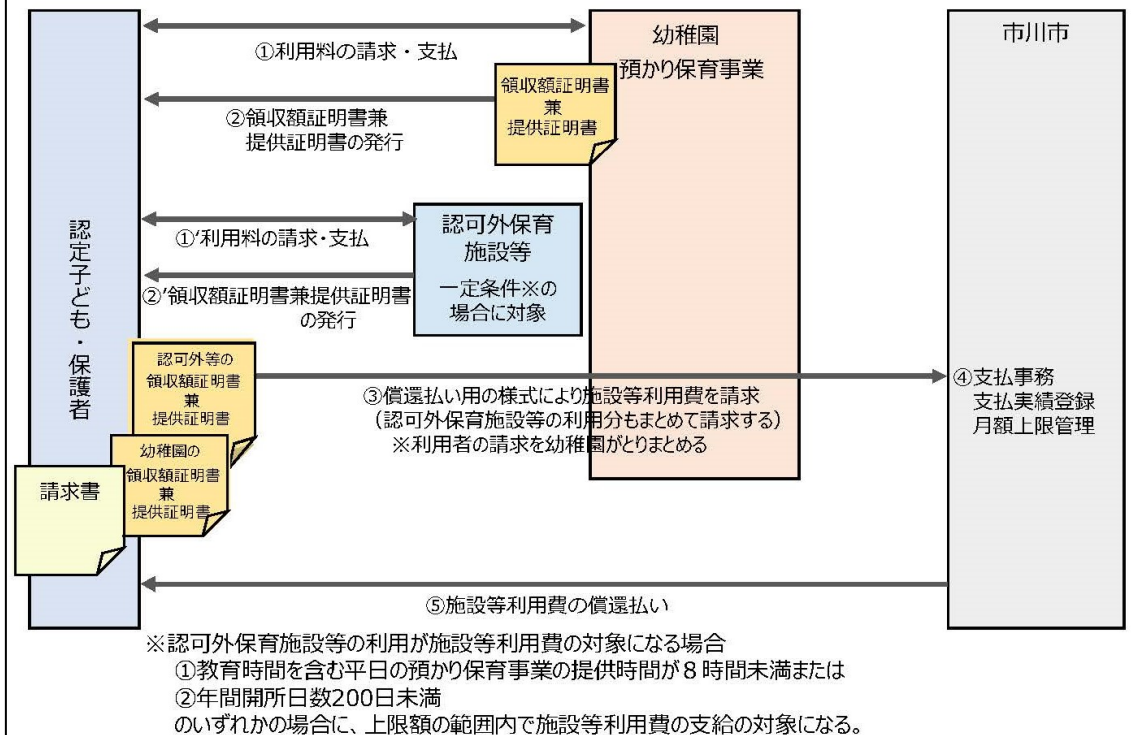 ①利用料の請求・支払
幼稚園
預かり保育事業
市川市
領収額証明書
兼
提供証明書
②領収額証明書兼
提供証明書の発行
認定子ども・保護者
①’利用料の請求・支払
認可外保育
施設等
一定条件※の
場合に対象
②’領収額証明書兼提供証明書
の発行
認可外等の
領収額証明書
兼
提供証明書
③償還払い用の様式により施設等利用費を請求
（認可外保育施設等の利用分もまとめて請求する）
※利用者の請求を幼稚園がとりまとめる
④支払事務
支払実績登録
月額上限管理
幼稚園の
領収額証明書
兼
提供証明書
請求書
⑤施設等利用費の償還払い
※認可外保育施設等の利用が施設等利用費の対象になる場合
①教育時間を含む平日の預かり保育事業の提供時間が８時間未満または
②年間開所日数200日未満
のいずれかの場合に、上限額の範囲内で施設等利用費の支給の対象になる。